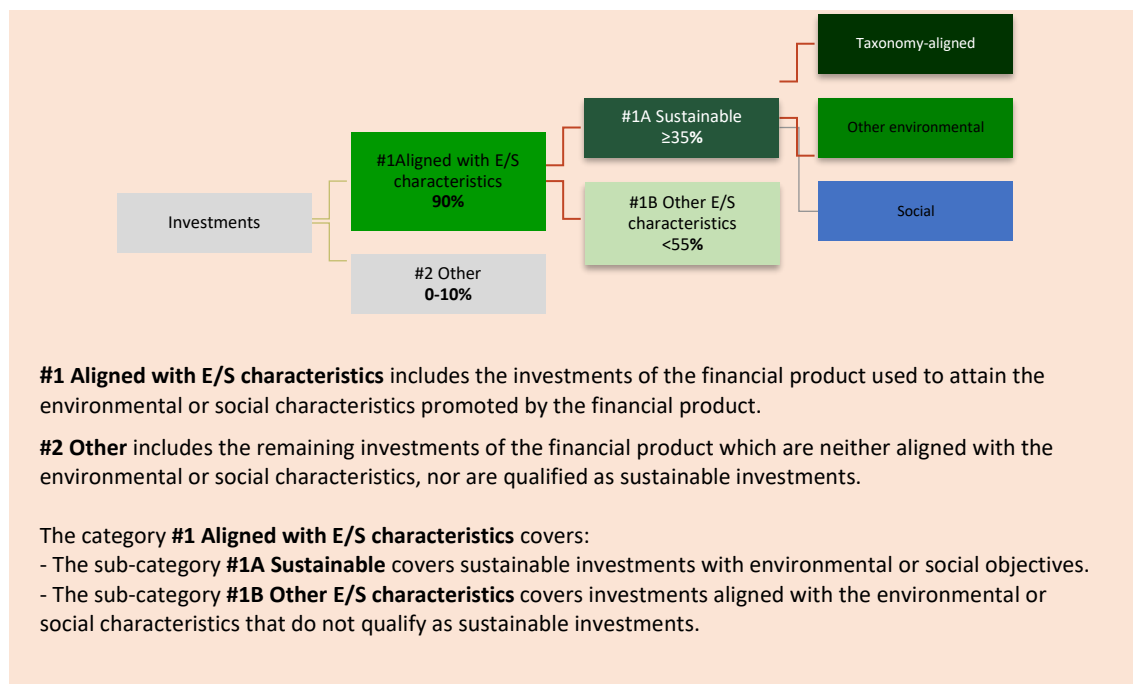 Taxonomy-aligned
#1A Sustainable
≥35%
Other environmental
#1Aligned with E/S
characteristics
90%
#1B Other E/S
characteristics
<55%
Social
Investments
#2 Other
0-10%
#1 Aligned with E/S characteristics includes the investments of the financial product used to attain the
environmental or social characteristics promoted by the financial product.
#2 Other includes the remaining investments of the financial product which are neither aligned with the
environmental or social characteristics, nor are qualified as sustainable investments.
The category #1 Aligned with E/S characteristics covers:
- The sub-category #1A Sustainable covers sustainable investments with environmental or social objectives.
- The sub-category #1B Other E/S characteristics covers investments aligned with the environmental or
social characteristics that do not qualify as sustainable investments.